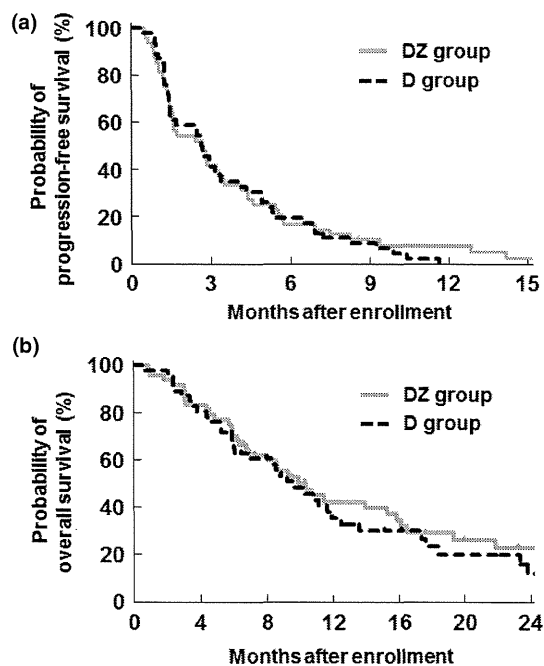 (a)
Probability of
progression-free survival (%)
100
80
60
40
20
0
DZ group
D group
0 3 6 9 12 15
Months after enrollment
(b)
Probability of
overall survival (%)
100
80
60
40
20
0
DZ group
D group
0 4 8 12 16 20 24
Months after enrollment